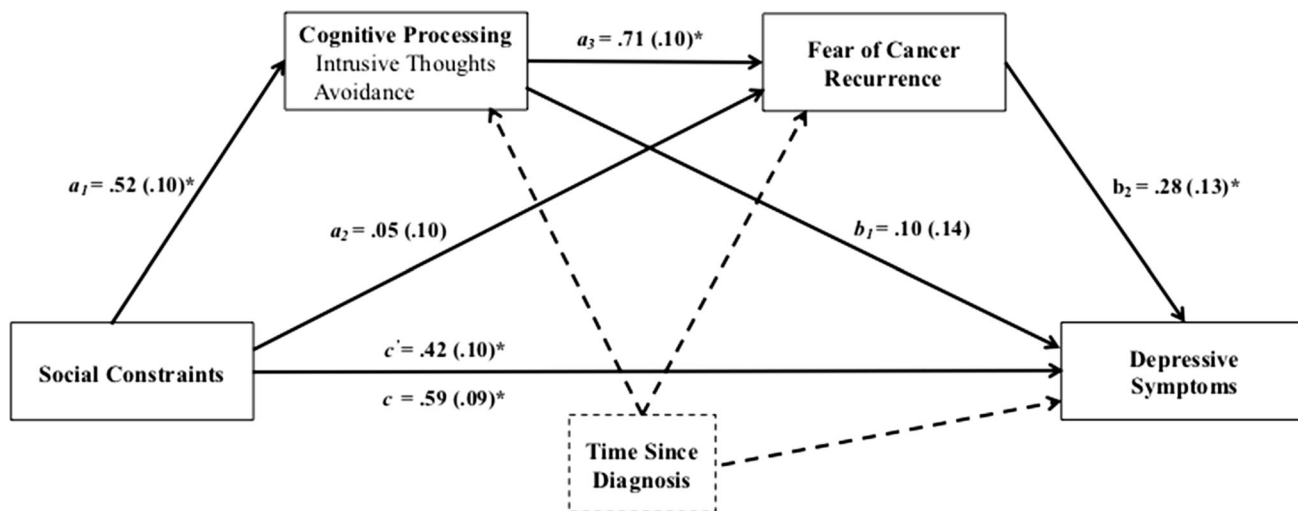 Cognitive Processing
Intrusive Thoughts
Avoidance
a3 = .71 (.10)*
Fear of Cancer
Recurrence
a1 = .52 (.10)*
a2 = .05 (.10)
b1 = .10 (.14)
b2 = .28 (.13)*
Social Constraints
c' = .42 (.10)*
c = .59 (.09)*
Depressive
Symptoms
Time Since
Diagnosis